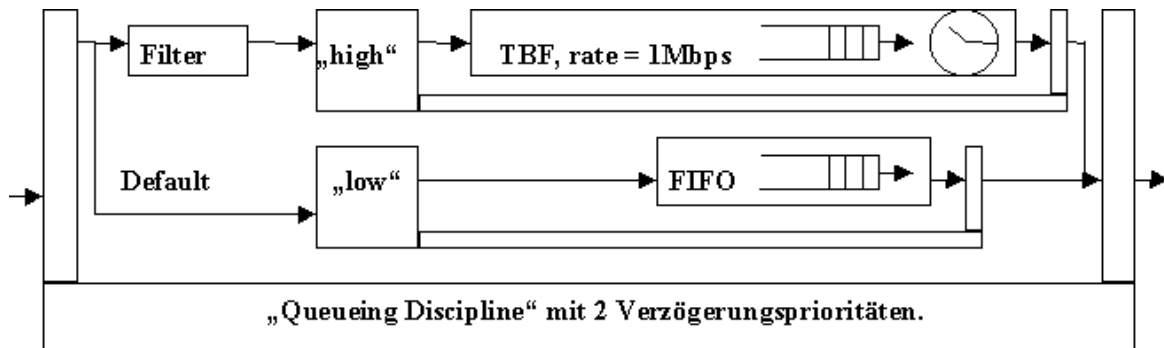 Filter
„high“
TBF, rate = 1Mbps
Default
„low“
FIFO
„Queueing Discipline“ mit 2 Verzögerungsprioritäten.